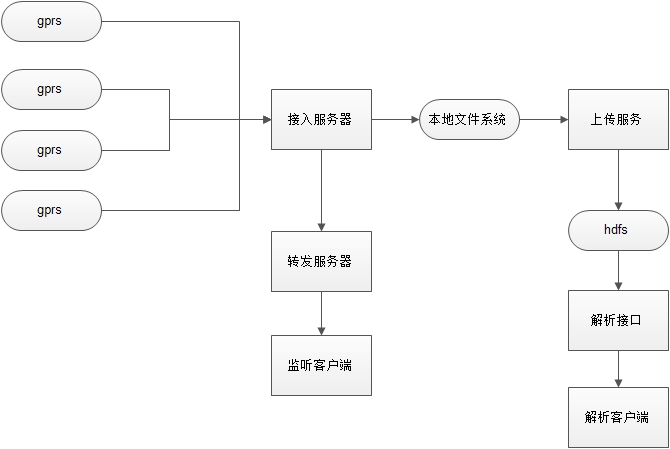 gprs
gprs
gprs
gprs
接入服务器
本地文件系统
上传服务
转发服务器
监听客户端
hdfs
解析接口
解析客户端